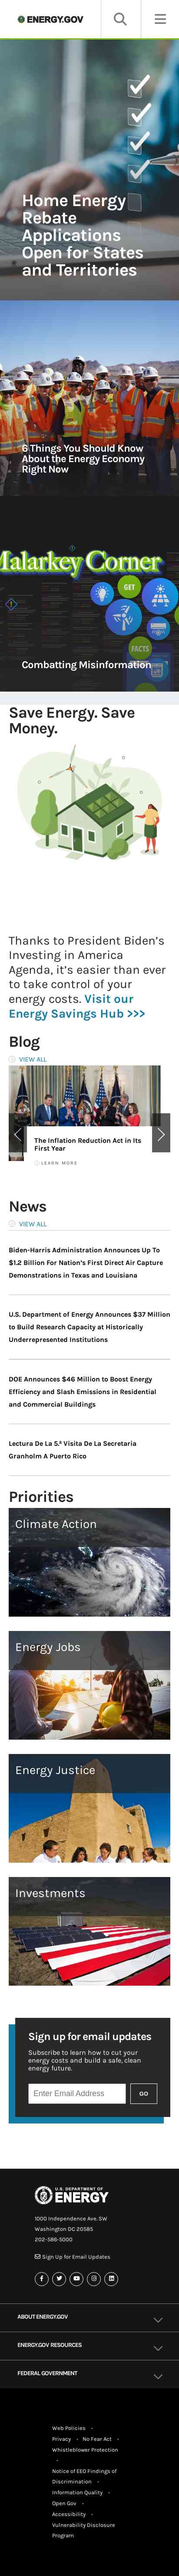 ENERGY.GOV
Home Energy
Rebate
Applications
Open for States
and Territories
6 Things You Should Know
About the Energy Economy
Right Now
Malarkey Corner
GET
FACTS
Combatting Misinformation
Save Energy. Save
Money.
Thanks to President Biden’s
Investing in America
Agenda, it’s easier than ever
to take control of your
energy costs. Visit our
Energy Savings Hub >>>
Blog
VIEW ALL
The Inflation Reduction Act in Its
First Year
LEARN MORE
News
VIEW ALL
Biden-Harris Administration Announces Up To
$1.2 Billion For Nation’s First Direct Air Capture
Demonstrations in Texas and Louisiana
U.S. Department of Energy Announces $37 Million
to Build Research Capacity at Historically
Underrepresented Institutions
DOE Announces $46 Million to Boost Energy
Efficiency and Slash Emissions in Residential
and Commercial Buildings
Lectura De La 5.ª Visita De La Secretaria
Granholm A Puerto Rico
Priorities
Climate Action
Energy Jobs
Energy Justice
Investments
Sign up for email updates
Subscribe to learn how to cut your
energy costs and build a safe, clean
energy future.
Enter Email Address
GO
U.S. DEPARTMENT OF
ENERGY
1000 Independence Ave. SW
Washington DC 20585
202-586-5000
Sign Up for Email Updates
ABOUT ENERGY.GOV
ENERGY.GOV RESOURCES
FEDERAL GOVERNMENT
Web Policies •
Privacy • No Fear Act •
Whistleblower Protection
•
Notice of EEO Findings of
Discrimination •
Information Quality •
Open Gov •
Accessibility •
Vulnerability Disclosure
Program